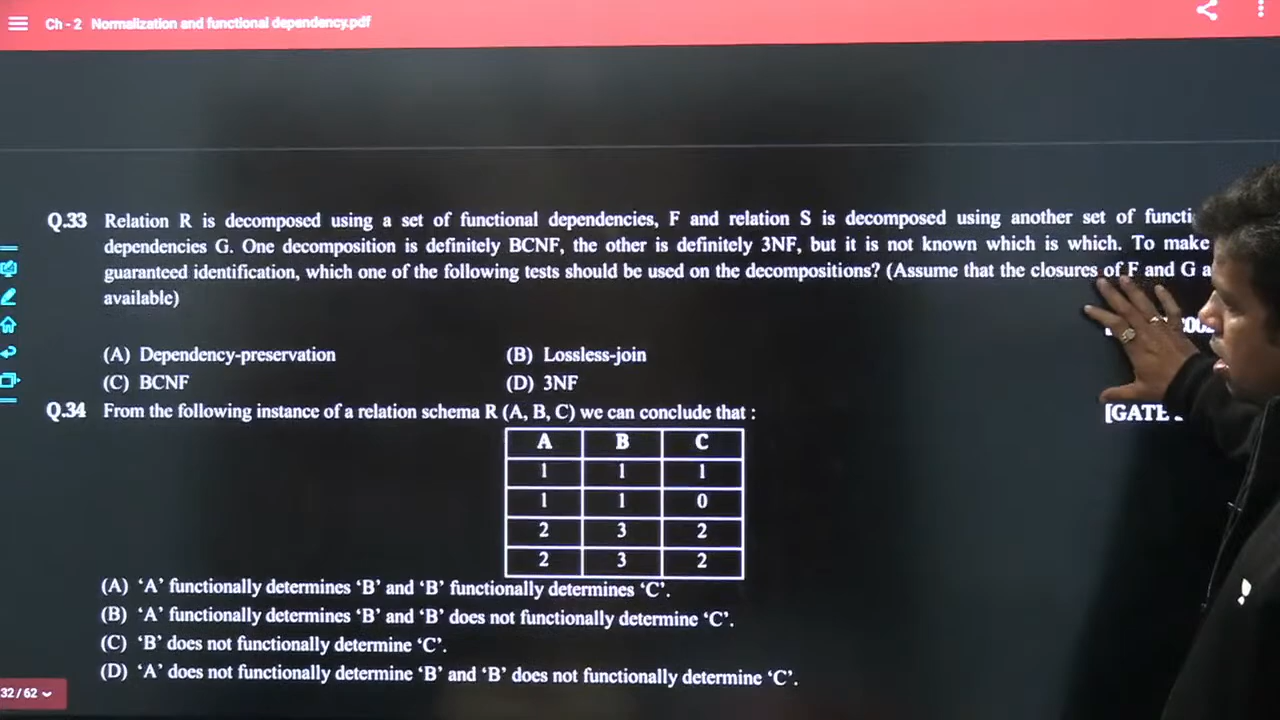 Ch - 2 Normalization and functional dependency.pdf
Q.33 Relation R is decomposed using a set of functional dependencies, F and relation S is decomposed using another set of
dependencies G. One decomposition is definitely BCNF, the other is definitely 3NF, but it is not known which is which. To make
guaranteed identification, which one of the following tests should be used on the decompositions? (Assume that the closures of F and G
available)
(A) Dependency-preservation (B) Lossless-join
(C) BCNF (D) 3NF
Q.34 From the following instance of a relation schema R (A, B, C) we can conclude that : [GATE
A B C
1 1 1
1 1 0
2 3 2
2 3 2
(A) ‘A’ functionally determines ‘B’ and ‘B’ functionally determines ‘C’.
(B) ‘A’ functionally determines ‘B’ and ‘B’ does not functionally determine ‘C’.
(C) ‘B’ does not functionally determine ‘C’.
(D) ‘A’ does not functionally determine ‘B’ and ‘B’ does not functionally determine ‘C’.
32 / 62